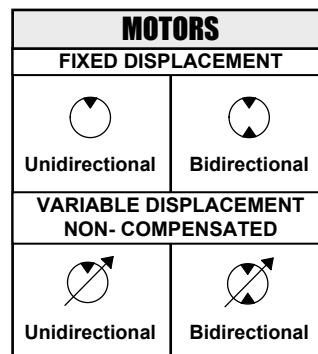 MOTORS
FIXED DISPLACEMENT
Unidirectional
Bidirectional
VARIABLE DISPLACEMENT
NON- COMPENSATED
Unidirectional
Bidirectional